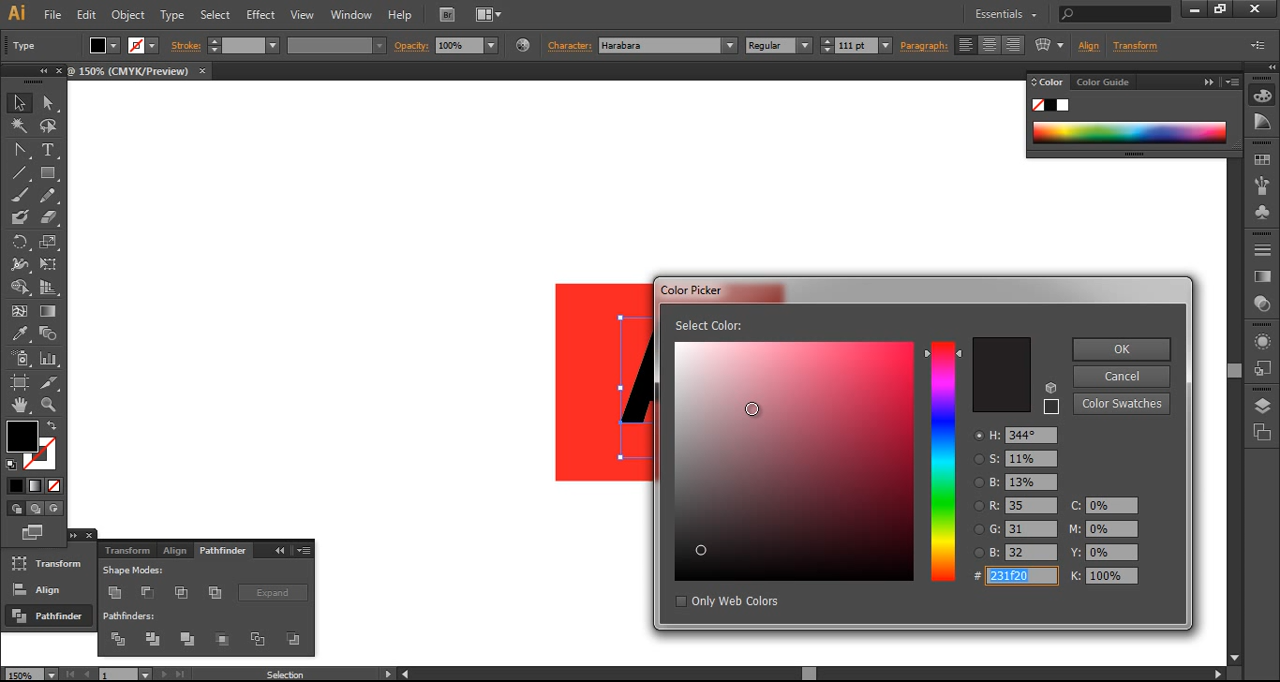 Ai File Edit Object Type Select Effect View Window Help Br Essentials
Type Stroke: Opacity: 100% Character: Harabara Regular 111 pt Paragraph: Align Transform
@ 150% (CMYK/Preview)
Color Color Guide
Color Picker
Select Color:
OK
Cancel
Color Swatches
H: 344°
S: 11%
B: 13%
R: 35 C: 0%
G: 31 M: 0%
B: 32 Y: 0%
# 231f20 K: 100%
Only Web Colors
Transform
Align
Pathfinder
Transform Align Pathfinder
Shape Modes:
Expand
Pathfinders:
150% 1 Selection